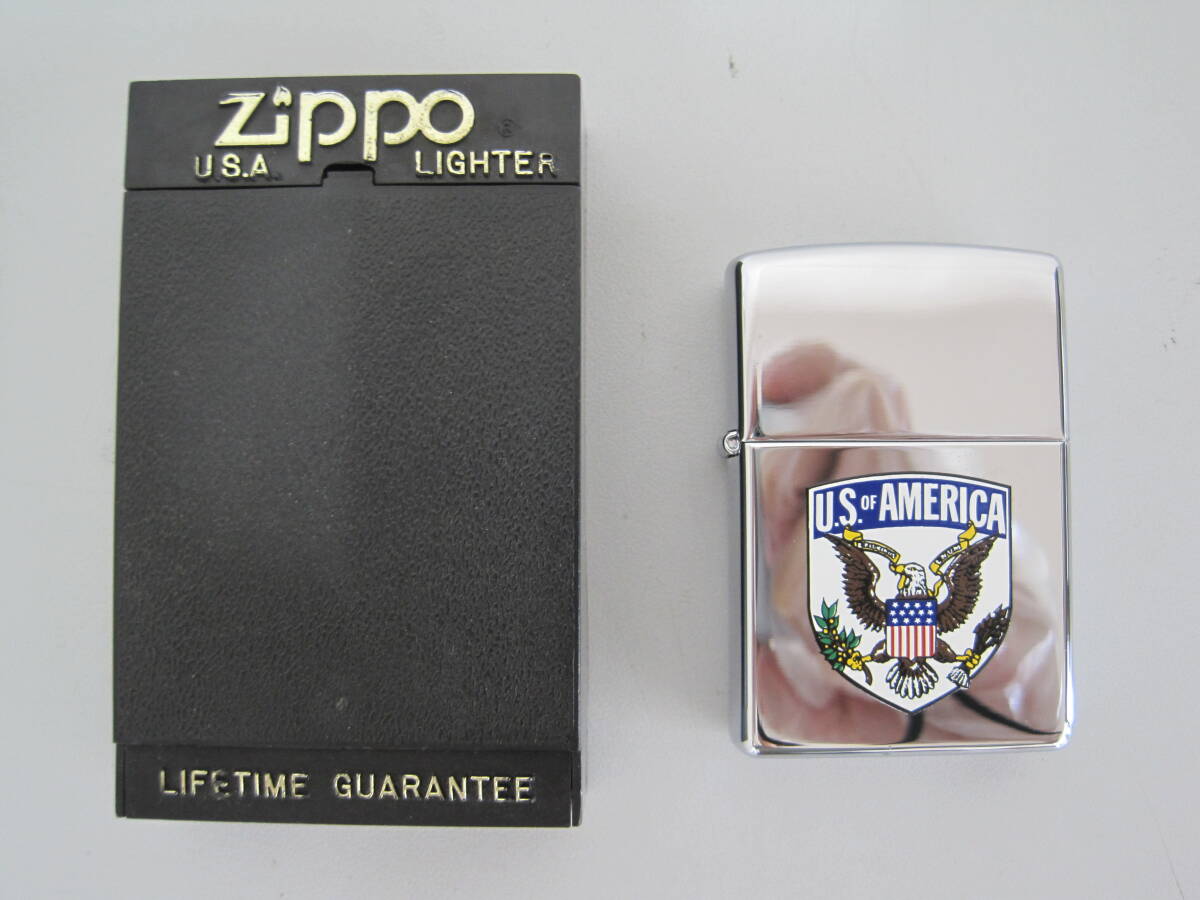 Zippo ®
U.S.A. LIGHTER
LIFETIME GUARANTEE
U.S. OF AMERICA